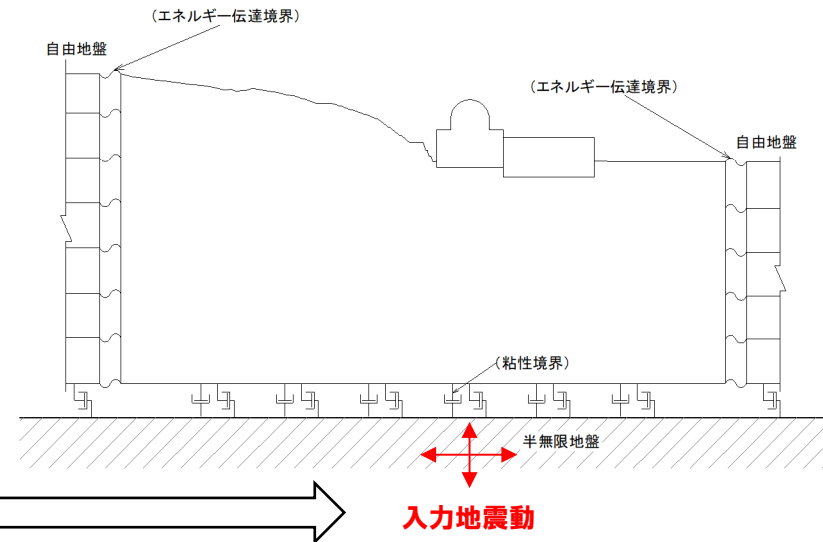 （エネルギー伝達境界）
自由地盤
（エネルギー伝達境界）
自由地盤
（粘性境界）
半無限地盤
入力地震動